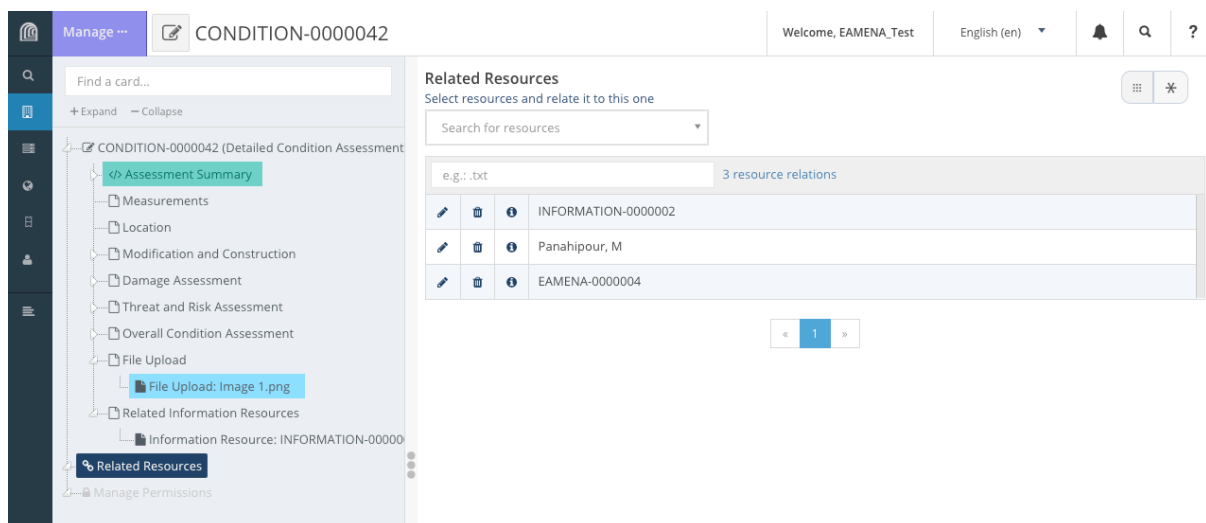 Manage ...
CONDITION-0000042
Welcome, EAMENA_Test
English (en)
?
Find a card...
+ Expand
— Collapse
CONDITION-0000042 (Detailed Condition Assessment
</> Assessment Summary
Measurements
Location
Modification and Construction
Damage Assessment
Threat and Risk Assessment
Overall Condition Assessment
File Upload
File Upload: Image 1.png
Related Information Resources
Information Resource: INFORMATION-00000
Related Resources
Manage Permissions
Related Resources
Select resources and relate it to this one
Search for resources
e.g.: .txt
3 resource relations
INFORMATION-0000002
Panahipour, M
EAMENA-0000004
« 1 »